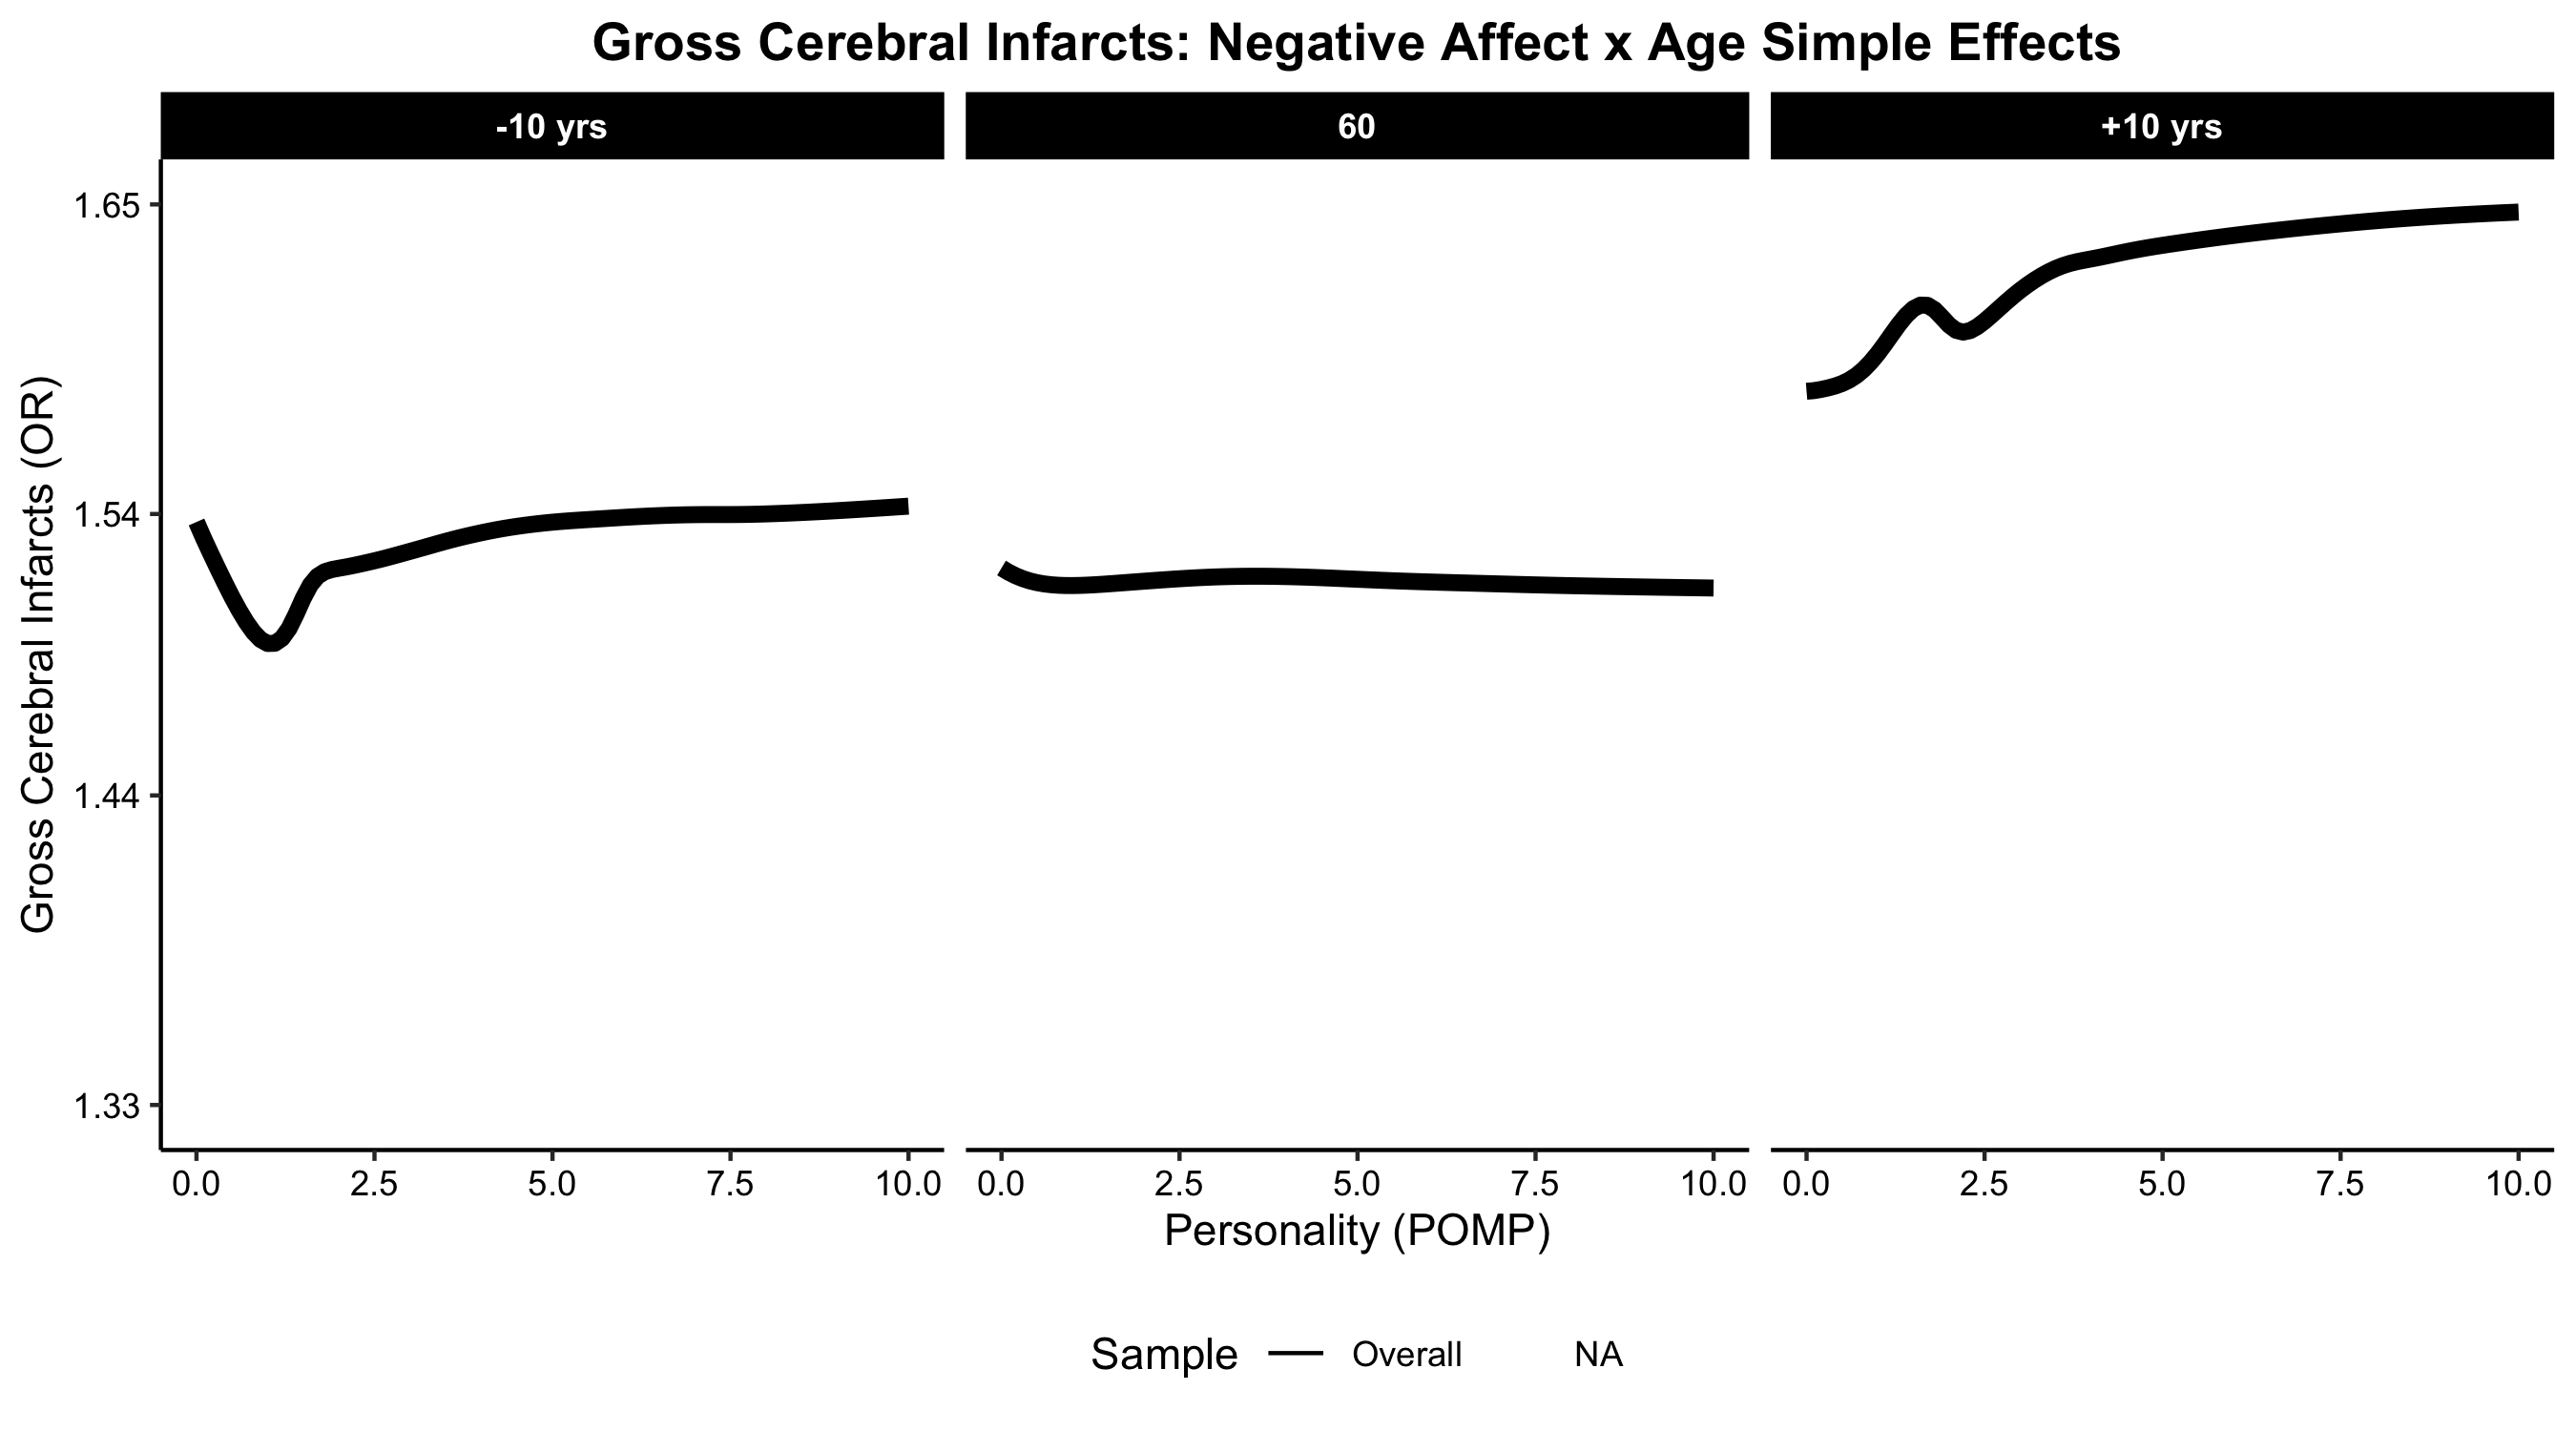 Gross Cerebral Infarcts: Negative Affect x Age Simple Effects
-10 yrs
60
+10 yrs
Gross Cerebral Infarcts (OR)
1.65
1.54
1.44
1.33
0.0 2.5 5.0 7.5 10.0
0.0 2.5 5.0 7.5 10.0
0.0 2.5 5.0 7.5 10.0
Personality (POMP)
Sample Overall NA